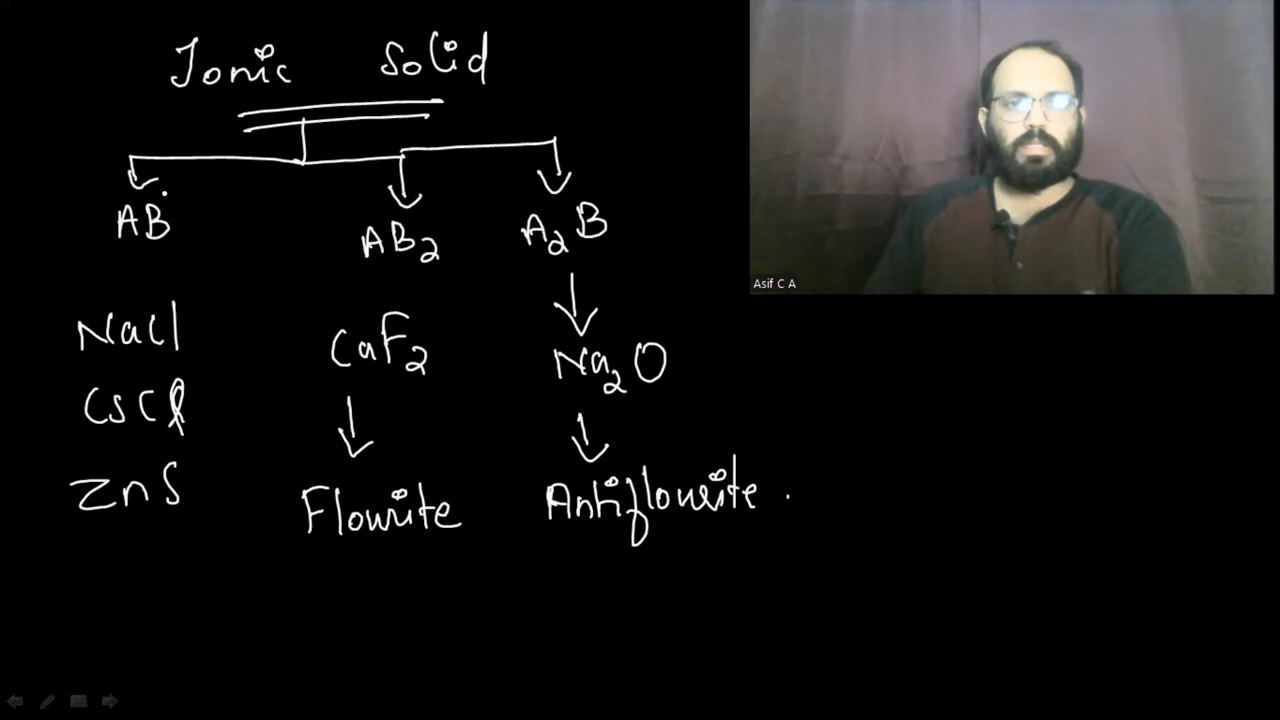 Ionic Solid
AB AB2 A2B
NaCl CaF2 Na2O
CsCl
ZnS Flourite Antiflourite .
Asif C A